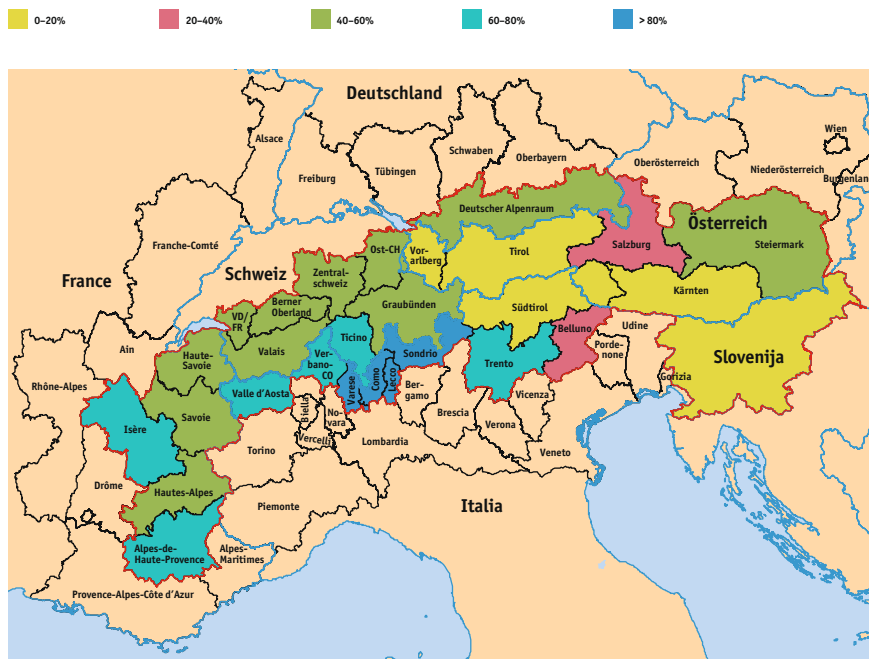 0–20%
20–40%
40–60%
60–80%
> 80%
Deutschland
Wien
Alsace
Schwaben
Oberbayern
Oberösterreich
Freiburg
Tübingen
Niederösterreich
Burgenlan
Deutscher Alpenraum
Österreich
Franche-Comté
Ost-CH
Vor-
arlberg
Tirol
Salzburg
Steiermark
France
Schweiz
Zentral-
schweiz
Berner
Oberland
Graubünden
Südtirol
Kärnten
VD/
FR
Ticino
Belluno
Udine
Ain
Haute-
Savoie
Valais
Ver-
bano-
CO
Sondrio
Trento
Porde-
none
Slovenija
Rhône-Alpes
Valle d'Aosta
Varese
Como
Lecco
Ber-
gamo
Gorizia
Isère
Savoie
Biella
No-
vara
Vicenza
Brescia
Verona
Vercelli
Lombardia
Torino
Veneto
Drôme
Hautes-Alpes
Piemonte
Italia
Alpes-de-
Haute-Provence
Alpes-
Maritimes
Provence-Alpes-Côte d'Azur